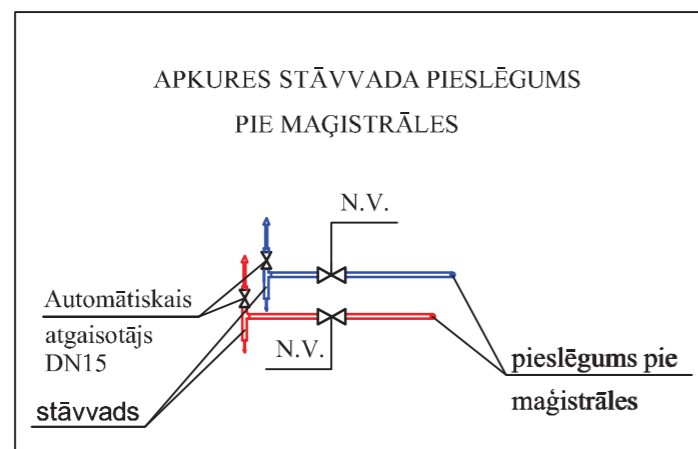 APKURES STĀVVADA PIESLĒGUMS
PIE MAĢISTRĀLES
N.V.
Automātiskais
atgaisotājs
DN15
N.V.
pieslēgums pie
maģistrāles
stāvvads